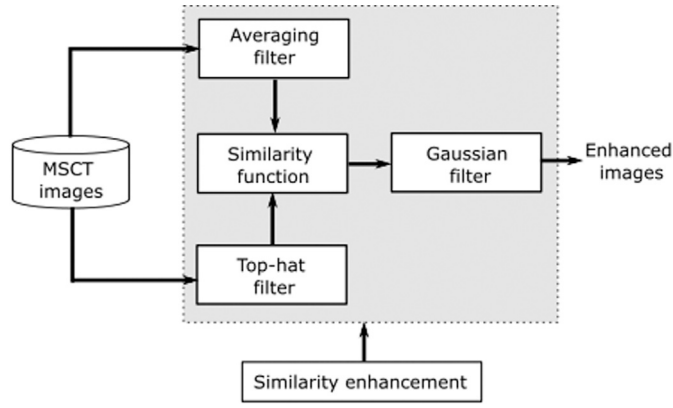 Averaging
filter
MSCT
images
Similarity
function
Gaussian
filter
Enhanced
images
Top-hat
filter
Similarity enhancement